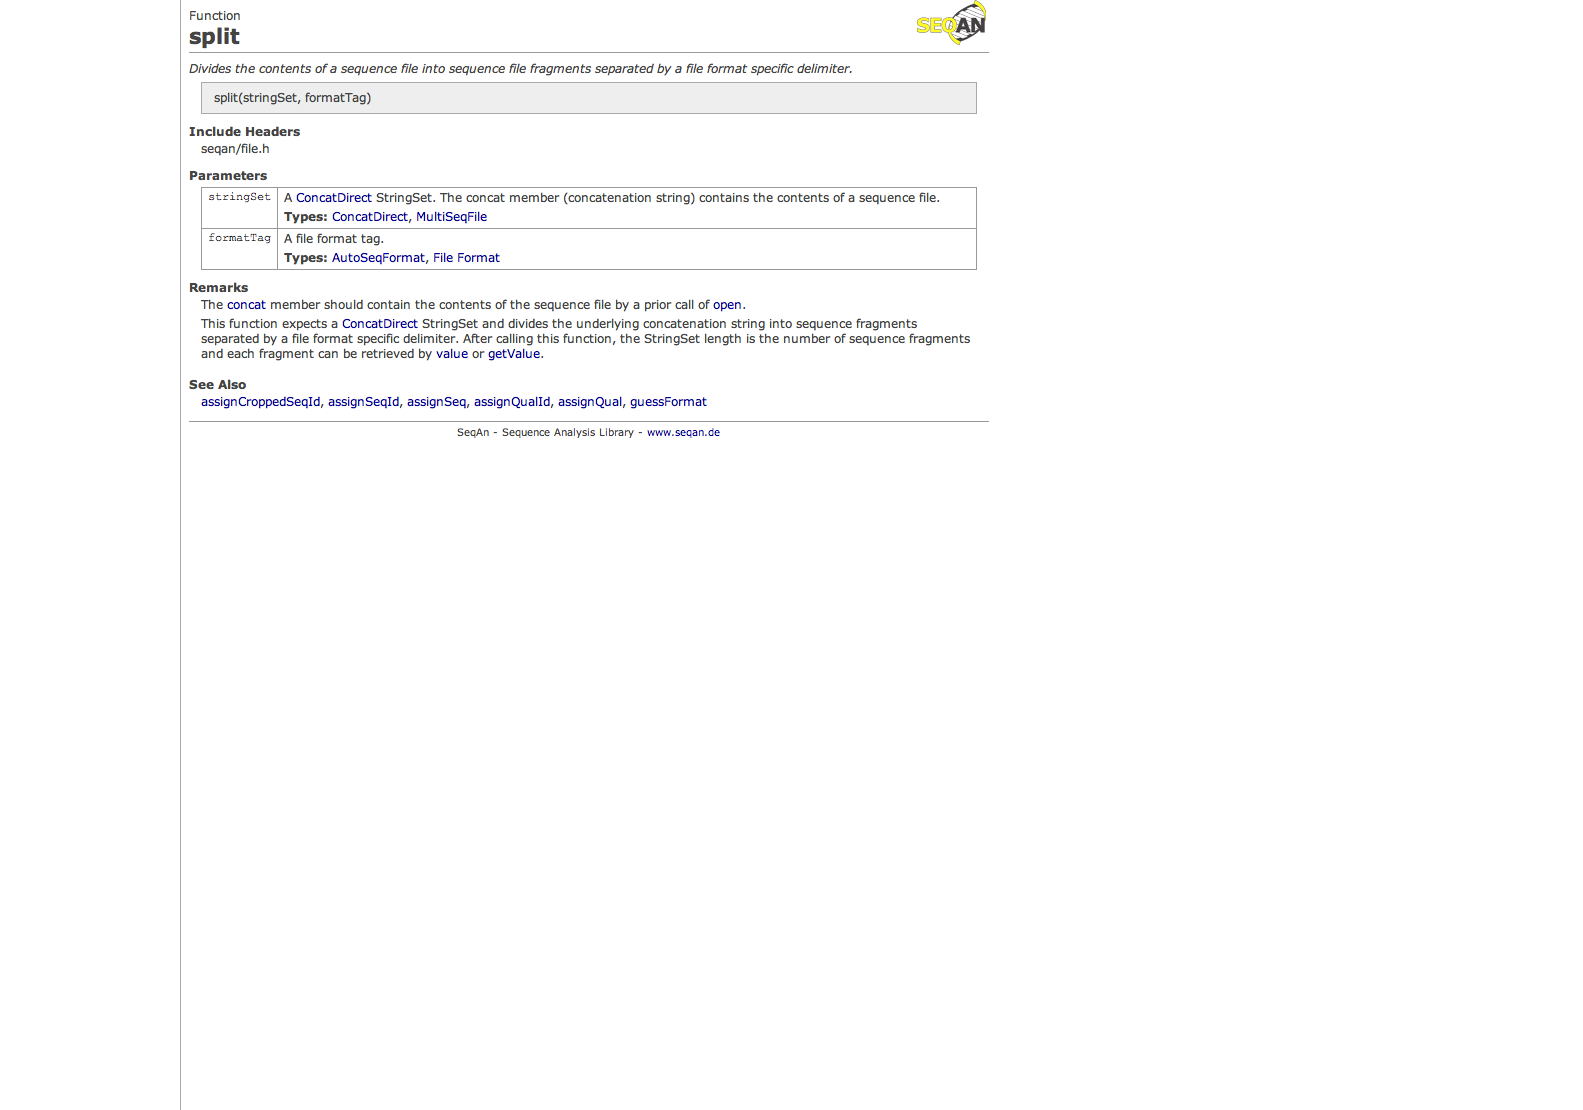 Function
split
SEQAN
Divides the contents of a sequence file into sequence file fragments separated by a file format specific delimiter.
split(stringSet, formatTag)
Include Headers
seqan/file.h
Parameters
stringSet A ConcatDirect StringSet. The concat member (concatenation string) contains the contents of a sequence file.
Types: ConcatDirect, MultiSeqFile
formatTag A file format tag.
Types: AutoSeqFormat, File Format
Remarks
The concat member should contain the contents of the sequence file by a prior call of open.
This function expects a ConcatDirect StringSet and divides the underlying concatenation string into sequence fragments
separated by a file format specific delimiter. After calling this function, the StringSet length is the number of sequence fragments
and each fragment can be retrieved by value or getValue.
See Also
assignCroppedSeqId, assignSeqId, assignSeq, assignQualId, assignQual, guessFormat
SeqAn - Sequence Analysis Library - www.seqan.de